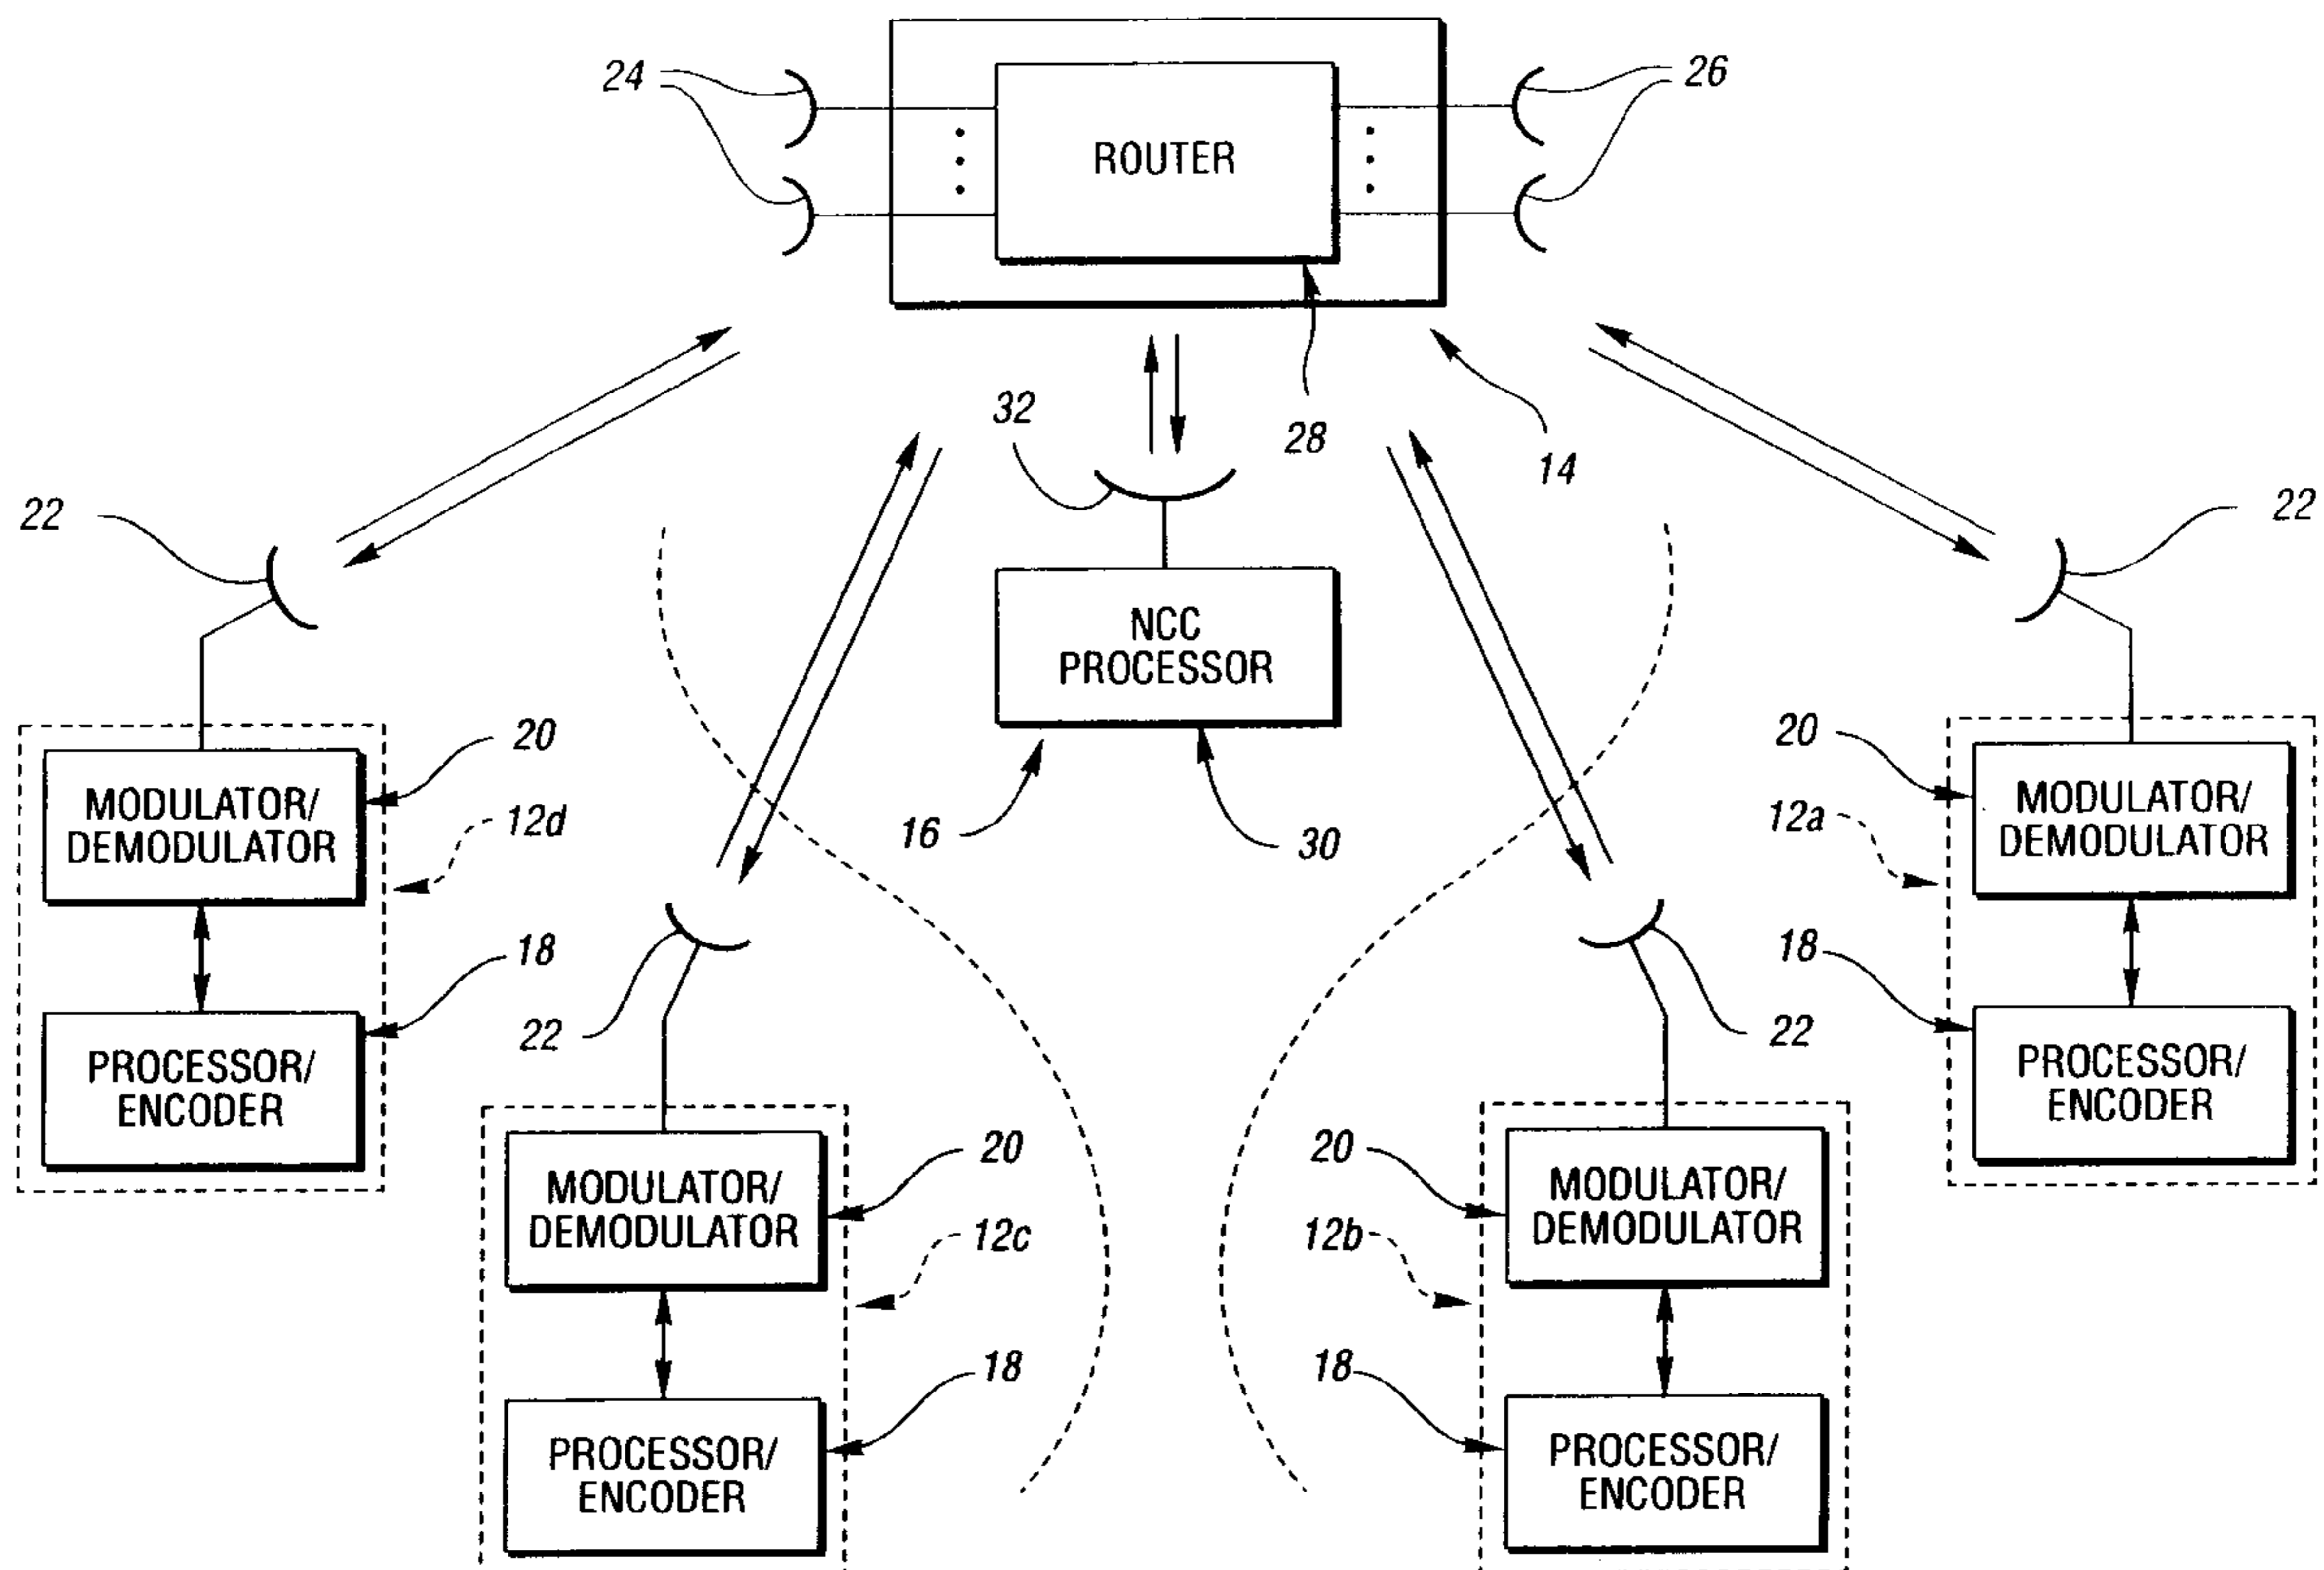 24
26
ROUTER
32
28
14
22
22
NCC
PROCESSOR
20
20
MODULATOR/
DEMODULATOR
12d
16
30
12a
MODULATOR/
DEMODULATOR
18
18
22
22
PROCESSOR/
ENCODER
PROCESSOR/
ENCODER
20
20
MODULATOR/
DEMODULATOR
12c
12b
MODULATOR/
DEMODULATOR
18
18
PROCESSOR/
ENCODER
PROCESSOR/
ENCODER